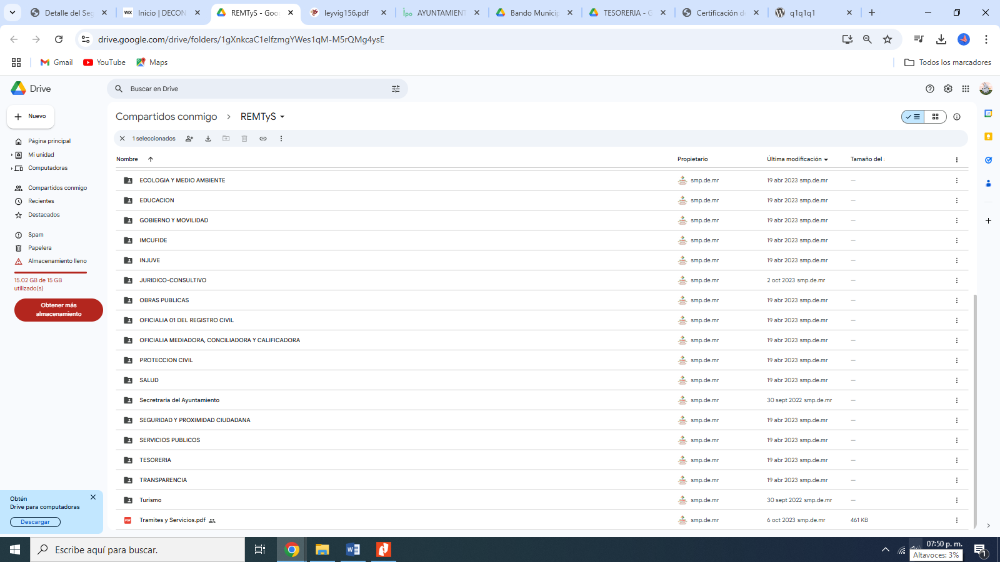 Detalle del Seg
Inicio | DECON
REMTyS - Goo
leyvig156.pdf
AYUNTAMIENT
Bando Municip
TESORERIA - G
Certificación d
q1q1q1
drive.google.com/drive/folders/1gXnkcaC1elfzmgYWes1qM-M5rQMg4ysE
Gmail
YouTube
Maps
Todos los marcadores
Drive
Buscar en Drive
Nuevo
Compartidos conmigo > REMTyS
1 seleccionados
Página principal
Mi unidad
Computadoras
Compartidos conmigo
Recientes
Destacados
Spam
Papelera
Almacenamiento lleno
15.02 GB de 15 GB
utilizado(s)
Obtener más
almacenamiento
Nombre Propietario Última modificación Tamaño del
ECOLOGIA Y MEDIO AMBIENTE smp.de.mr 19 abr 2023 smp.de.mr —
EDUCACION smp.de.mr 19 abr 2023 smp.de.mr —
GOBIERNO Y MOVILIDAD smp.de.mr 19 abr 2023 smp.de.mr —
IMCUFIDE smp.de.mr 19 abr 2023 smp.de.mr —
INJUVE smp.de.mr 19 abr 2023 smp.de.mr —
JURIDICO-CONSULTIVO smp.de.mr 2 oct 2023 smp.de.mr —
OBRAS PUBLICAS smp.de.mr 19 abr 2023 smp.de.mr —
OFICIALIA 01 DEL REGISTRO CIVIL smp.de.mr 19 abr 2023 smp.de.mr —
OFICIALIA MEDIADORA, CONCILIADORA Y CALIFICADORA smp.de.mr 19 abr 2023 smp.de.mr —
PROTECCION CIVIL smp.de.mr 19 abr 2023 smp.de.mr —
SALUD smp.de.mr 19 abr 2023 smp.de.mr —
Secretraria del Ayuntamiento smp.de.mr 30 sept 2022 smp.de.mr —
SEGURIDAD Y PROXIMIDAD CIUDADANA smp.de.mr 19 abr 2023 smp.de.mr —
SERVICIOS PUBLICOS smp.de.mr 19 abr 2023 smp.de.mr —
TESORERIA smp.de.mr 19 abr 2023 smp.de.mr —
TRANSPARENCIA smp.de.mr 19 abr 2023 smp.de.mr —
Turismo smp.de.mr 30 sept 2022 smp.de.mr —
Tramites y Servicios.pdf smp.de.mr 6 oct 2023 smp.de.mr 461 KB
Obtén
Drive para computadoras
Descargar
Escribe aquí para buscar.
07:50 p. m.
Altavoces: 3%
1